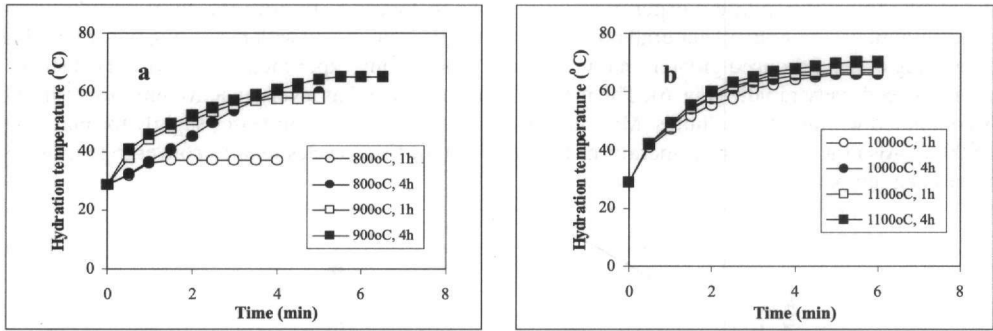 80
60
40
20
0
0
2
4
6
8
Hydration temperature (°C)
Time (min)
a
800oC, 1h
800oC, 4h
900oC, 1h
900oC, 4h
80
60
40
20
0
0
2
4
6
8
Hydration temperature (°C)
Time (min)
b
1000oC, 1h
1000oC, 4h
1100oC, 1h
1100oC, 4h